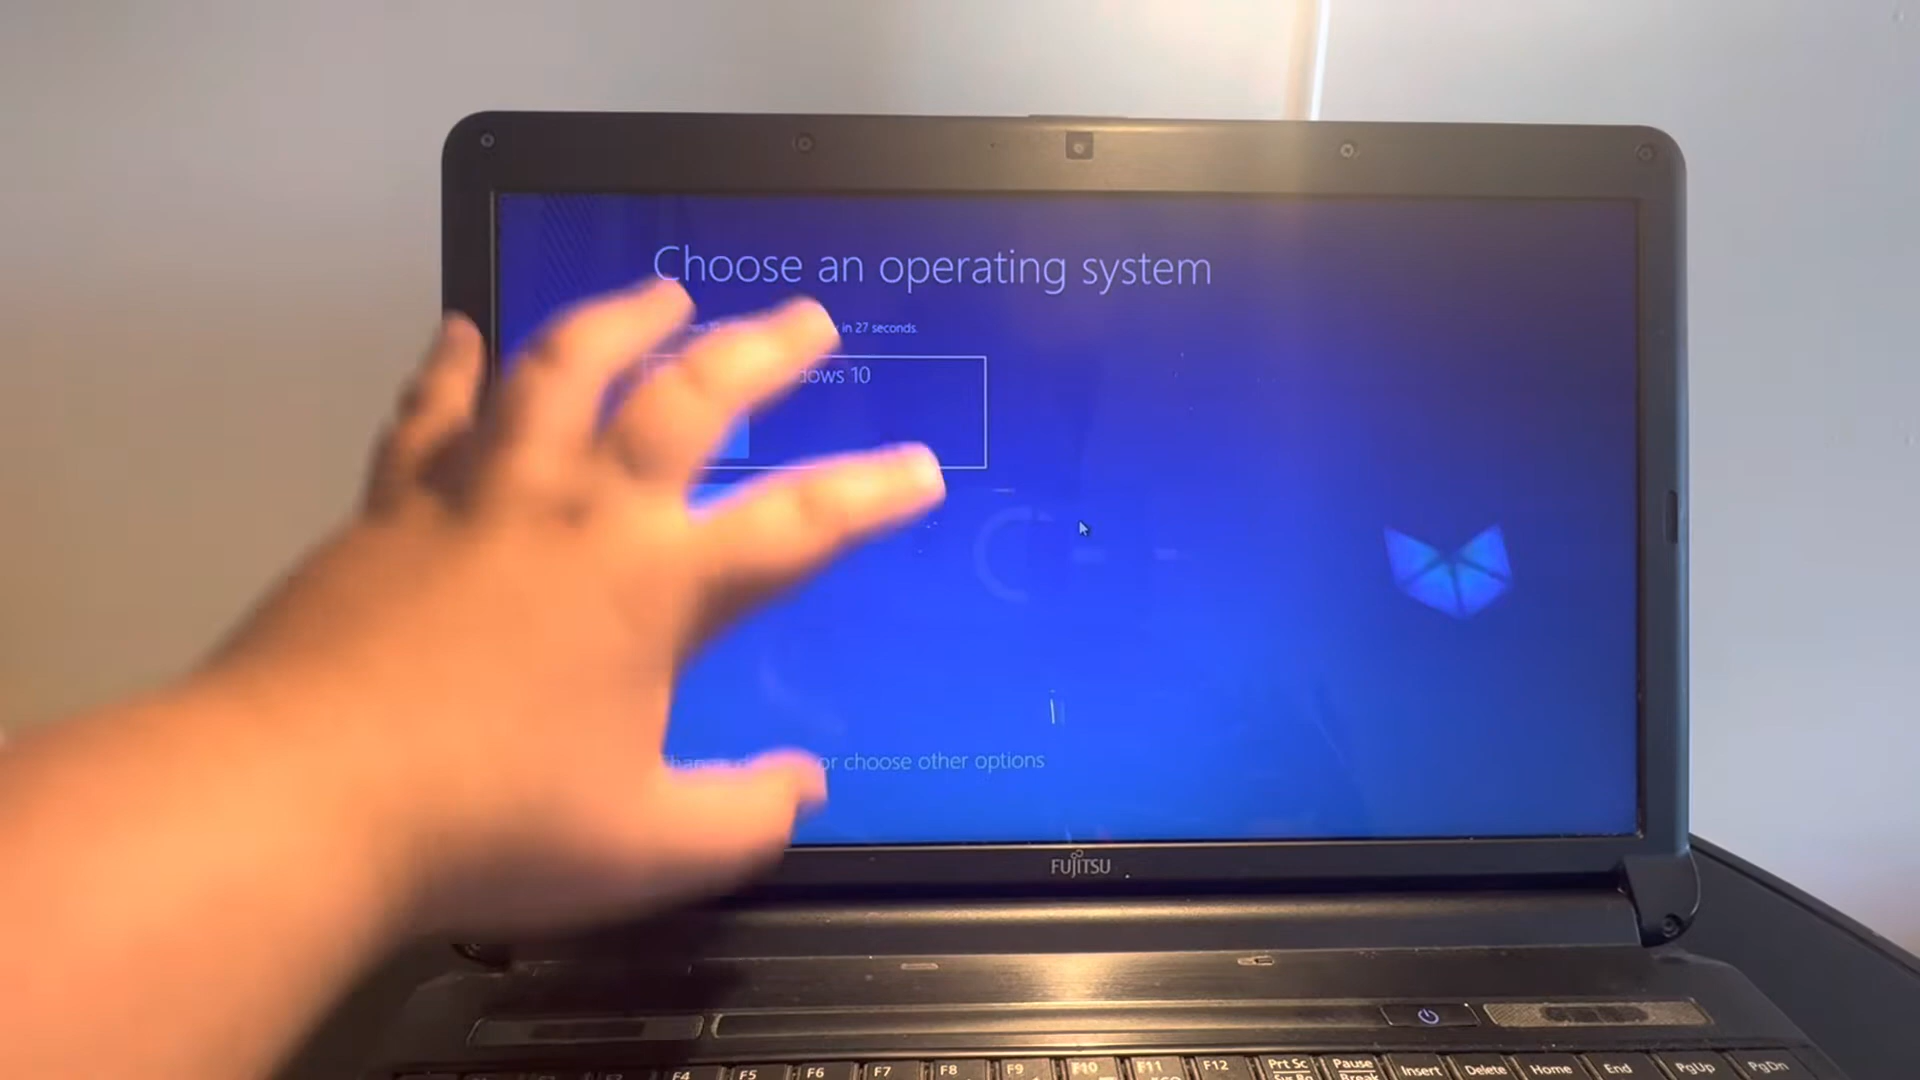 Choose an operating system
in 27 seconds.
dows 10
C - -
or choose other options
FUJITSU
F4 F5 F6 F7 F8 F9 F10 F11 F12 Prt Sc Pause Insert Delete Home End PgUp PgDn
Break